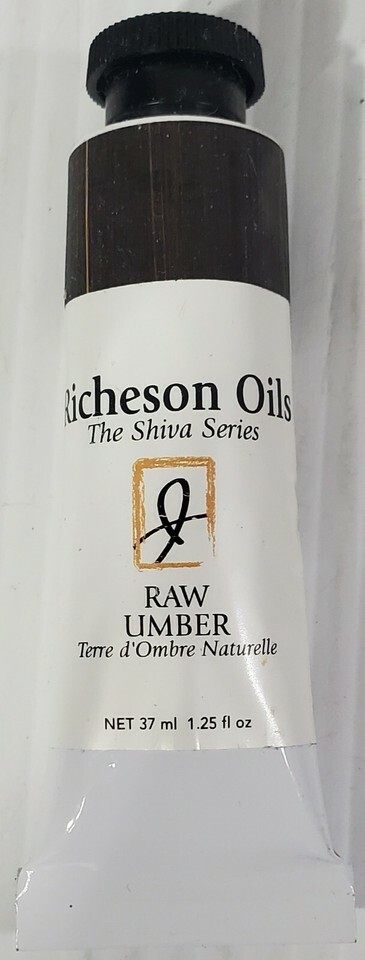 Richeson Oils
The Shiva Series
RAW
UMBER
Terre d'Ombre Naturelle
NET 37 ml 1.25 fl oz